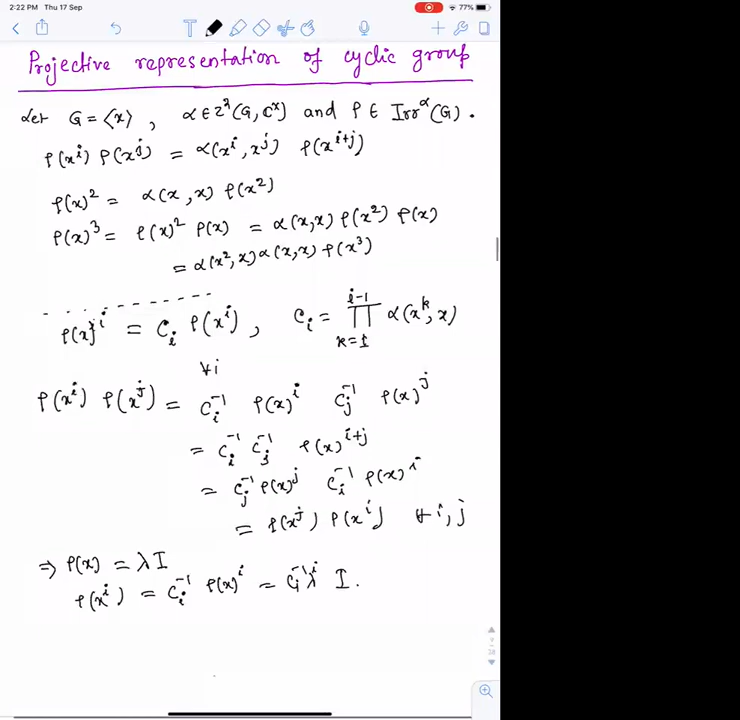 2:22 PM Thu 17 Sep 77%
Projective representation of cyclic group
Let G = <x> , α ∈ Z²(G, C^x) and ρ ∈ Irr^α(G).
ρ(x^i) ρ(x^j) = α(x^i, x^j) ρ(x^{i+j})
ρ(x)² = α(x, x) ρ(x²)
ρ(x)³ = ρ(x)² ρ(x) = α(x,x) ρ(x²) ρ(x)
= α(x², x) α(x,x) ρ(x³)
ρ(x)^i = C_i ρ(x^i) , C_i = ∏_{k=1}^{i-1} α(x^k, x)
∀i
ρ(x^i) ρ(x^j) = C_i^{-1} ρ(x)^i C_j^{-1} ρ(x)^j
= C_i^{-1} C_j^{-1} ρ(x)^{i+j}
= C_j^{-1} ρ(x)^j C_i^{-1} ρ(x)^i
= ρ(x^j) ρ(x^i) ∀ i, j
⇒ ρ(x) = λI
ρ(x^i) = C_i^{-1} ρ(x)^i = C_i^{-1} λ^i I.